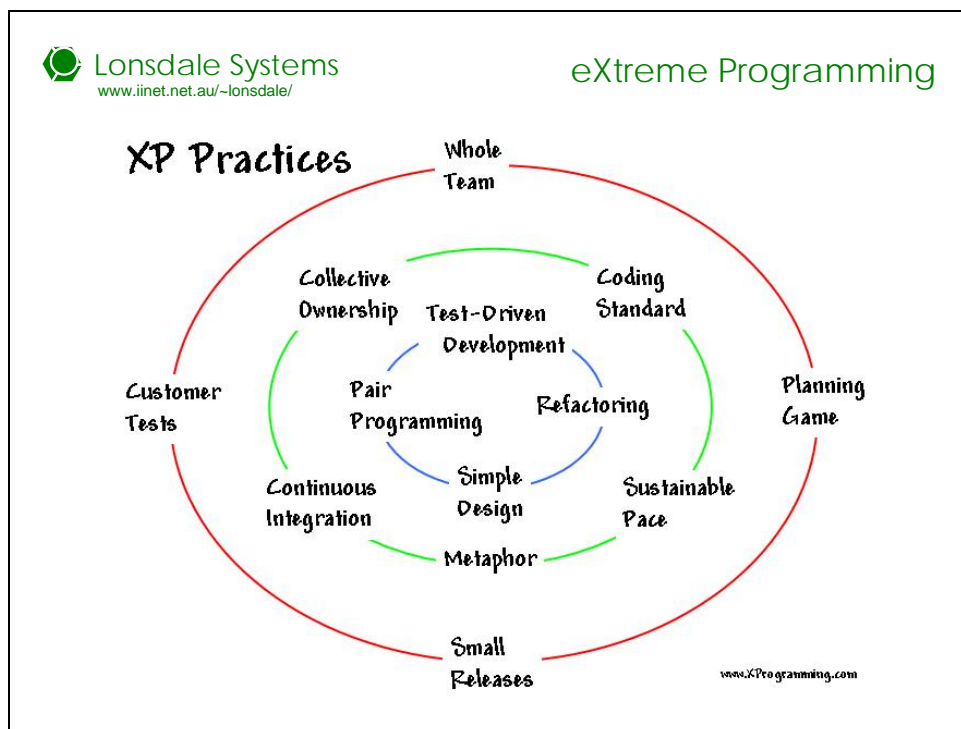 Lonsdale Systems
www.iinet.net.au/~lonsdale/
eXtreme Programming
XP Practices
Whole
Team
Collective
Ownership
Coding
Standard
Test-Driven
Development
Customer
Tests
Pair
Programming
Refactoring
Planning
Game
Continuous
Integration
Simple
Design
Sustainable
Pace
Metaphor
Small
Releases
www.XProgramming.com